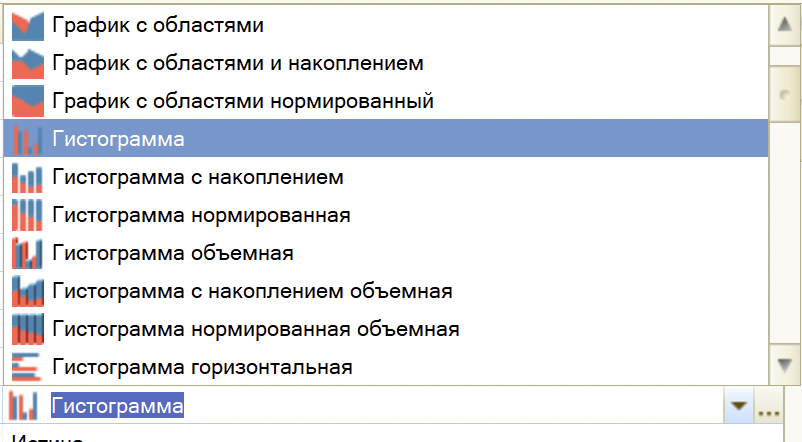 График с областями
График с областями и накоплением
График с областями нормированный
Гистограмма
Гистограмма с накоплением
Гистограмма нормированная
Гистограмма объемная
Гистограмма с накоплением объемная
Гистограмма нормированная объемная
Гистограмма горизонтальная
Гистограмма
...
Истина